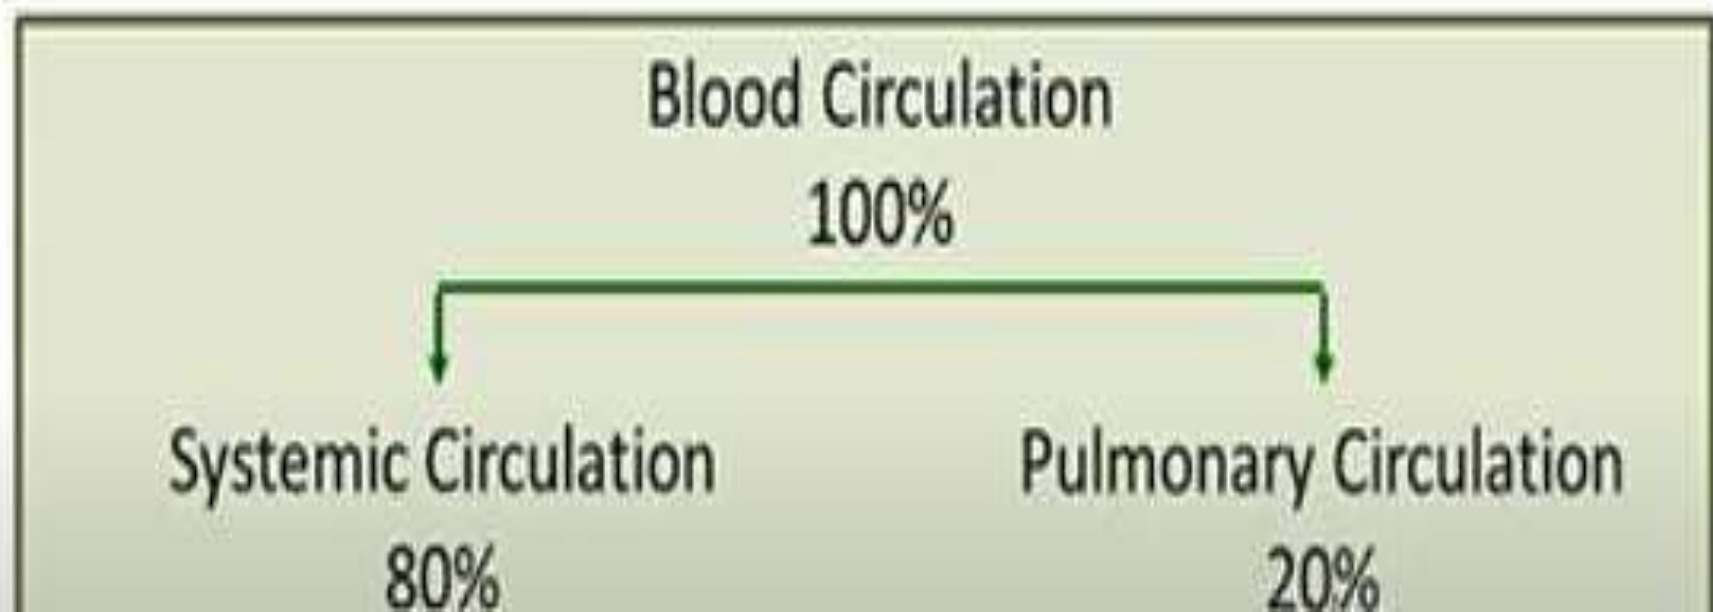 Blood Circulation
100%
Systemic Circulation
Pulmonary Circulation
80%
20%